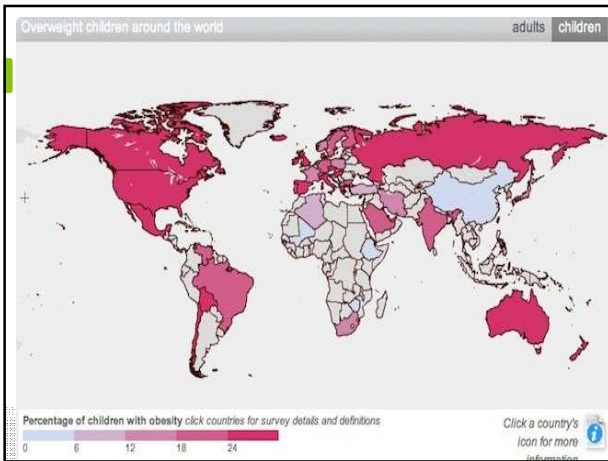 Overweight children around the world adults children
Percentage of children with obesity click countries for survey details and definitions
0 6 12 18 24
Click a country's
icon for more
information